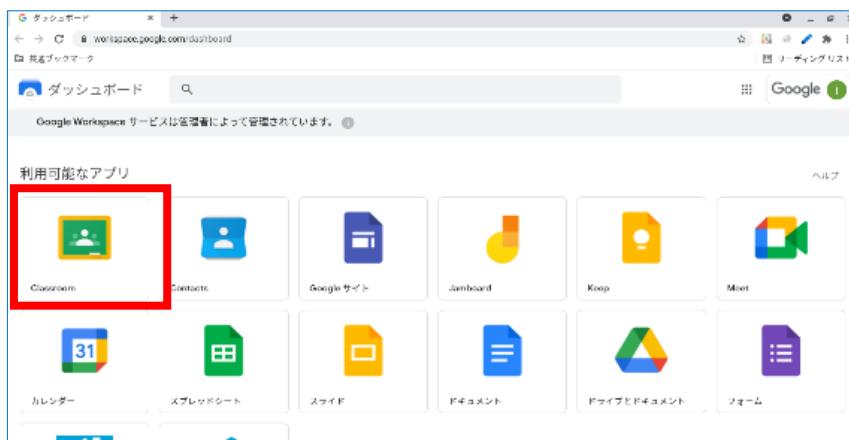 ダッシュボード
workspace.google.com/dashboard
共通ブックマーク
リーディングリスト
ダッシュボード
Google
i
Google Workspace サービスは管理者によって管理されています。
利用可能なアプリ
ヘルプ
Classroom
Contacts
Google サイト
Jamboard
Keep
Meet
31
カレンダー
スプレッドシート
スライド
ドキュメント
ドライブとドキュメント
フォーム